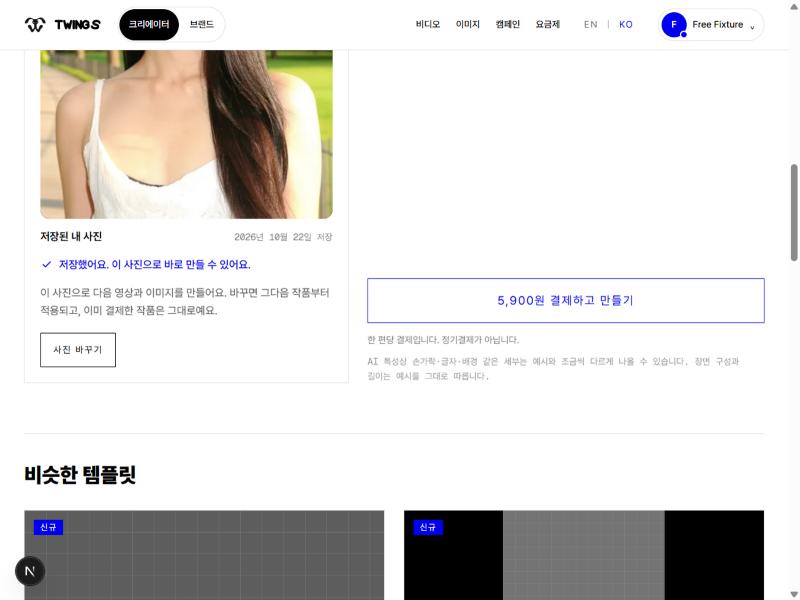 TWINGS
크리에이터
브랜드
비디오
이미지
캠페인
요금제
EN | KO
F
Free Fixture
저장된 내 사진
2026년 10월 22일 저장
저장했어요. 이 사진으로 바로 만들 수 있어요.
이 사진으로 다음 영상과 이미지를 만들어요. 바꾸면 그다음 작품부터
적용되고, 이미 결제한 작품은 그대로예요.
사진 바꾸기
5,900원 결제하고 만들기
한 편당 결제입니다. 정기결제가 아닙니다.
AI 특성상 손가락·글자·배경 같은 세부는 예시와 조금씩 다르게 나올 수 있습니다. 장면 구성과
길이는 예시를 그대로 따릅니다.
비슷한 템플릿
신규
신규
N